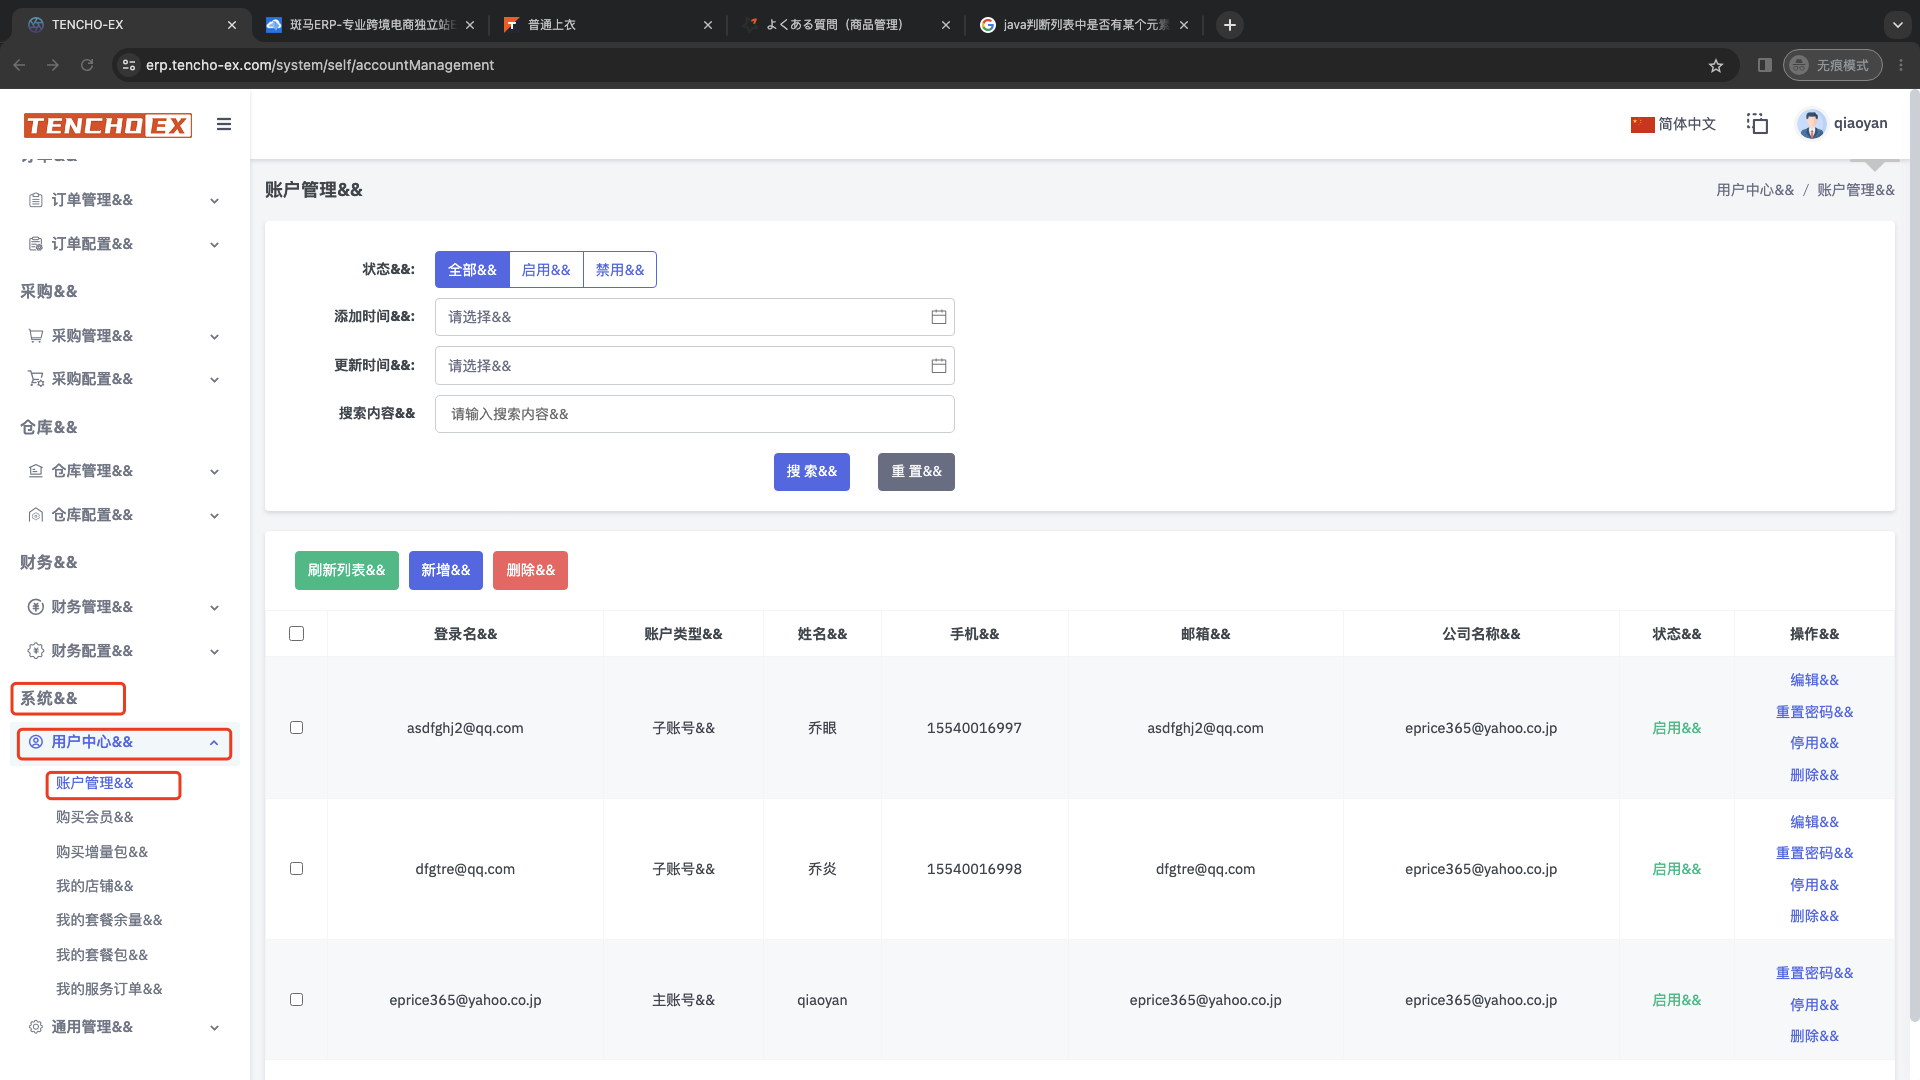 TENCHO-EX
斑马ERP-专业跨境电商独立站E
普通上衣
よくある質問（商品管理）
java判断列表中是否有某个元素
erp.tencho-ex.com/system/self/accountManagement
无痕模式
TENCHO EX
简体中文
qiaoyan
订单管理&&
订单配置&&
采购&&
采购管理&&
采购配置&&
仓库&&
仓库管理&&
仓库配置&&
财务&&
财务管理&&
财务配置&&
系统&&
用户中心&&
账户管理&&
购买会员&&
购买增量包&&
我的店铺&&
我的套餐余量&&
我的套餐包&&
我的服务订单&&
通用管理&&
账户管理&&
用户中心&& / 账户管理&&
状态&&: 全部&& 启用&& 禁用&&
添加时间&&: 请选择&&
更新时间&&: 请选择&&
搜索内容&& 请输入搜索内容&&
搜 索&& 重 置&&
刷新列表&& 新增&& 删除&&
登录名&& 账户类型&& 姓名&& 手机&& 邮箱&& 公司名称&& 状态&& 操作&&
asdfghj2@qq.com 子账号&& 乔眼 15540016997 asdfghj2@qq.com eprice365@yahoo.co.jp 启用&&
编辑&&
重置密码&&
停用&&
删除&&
dfgtre@qq.com 子账号&& 乔炎 15540016998 dfgtre@qq.com eprice365@yahoo.co.jp 启用&&
编辑&&
重置密码&&
停用&&
删除&&
eprice365@yahoo.co.jp 主账号&& qiaoyan eprice365@yahoo.co.jp eprice365@yahoo.co.jp 启用&&
重置密码&&
停用&&
删除&&